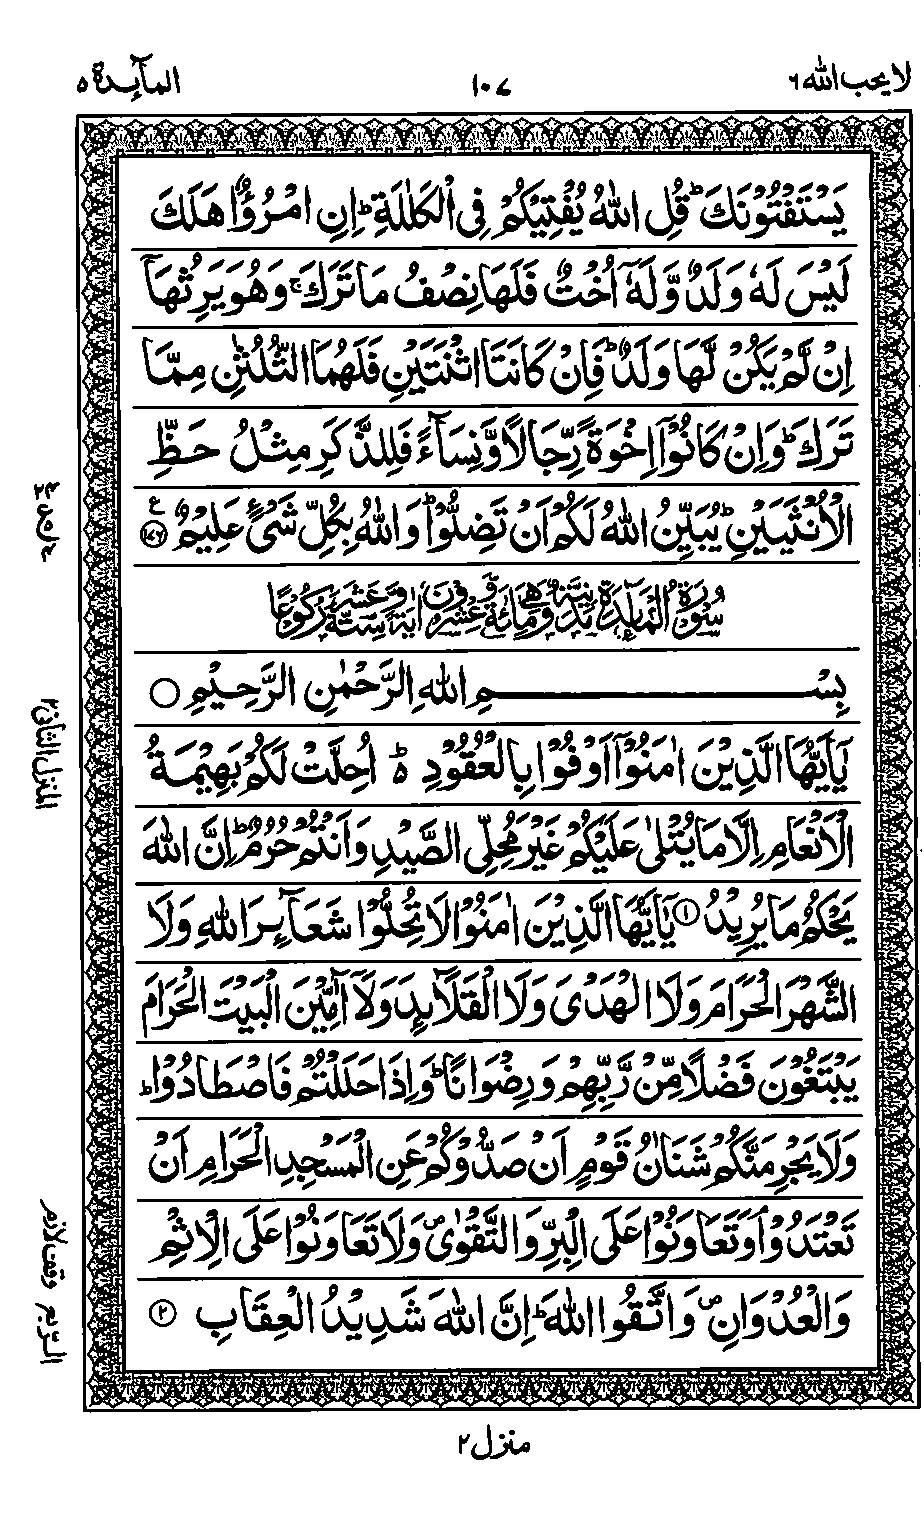 لا يحب الله ٦
١٠٧
المآئدة ٥
يَسْتَفْتُوْنَكَ ؕ قُلِ اللّٰهُ يُفْتِيْكُمْ فِى الْكَلٰلَةِ ؕ اِنِ امْرُؤٌا هَلَكَ
لَيْسَ لَهٗ وَلَدٌ وَّلَهٗۤ اُخْتٌ فَلَهَا نِصْفُ مَا تَرَكَ ۚ وَهُوَ يَرِثُهَاۤ
اِنْ لَّمْ يَكُنْ لَّهَا وَلَدٌ ؕ فَاِنْ كَانَتَا اثْنَتَيْنِ فَلَهُمَا الثُّلُثٰنِ مِمَّا
تَرَكَ ؕ وَاِنْ كَانُوْۤا اِخْوَةً رِّجَالًا وَّنِسَآءً فَلِلذَّكَرِ مِثْلُ حَظِّ
الْاُنْثَيَيْنِ ؕ يُبَيِّنُ اللّٰهُ لَكُمْ اَنْ تَضِلُّوْا ؕ وَاللّٰهُ بِكُلِّ شَىْءٍ عَلِيْمٌ ۧ ﴿۱۷۶﴾
سُوْرَةُ الْمَآئِدَةِ مَدَنِيَّةٌ وَّهِيَ مِائَةٌ وَّعِشْرُوْنَ اٰيَةً وَّسِتَّةَ عَشَرَ رُكُوْعًا
بِسْمِ اللّٰهِ الرَّحْمٰنِ الرَّحِيْمِ ○
يٰۤاَيُّهَا الَّذِيْنَ اٰمَنُوْۤا اَوْفُوْا بِالْعُقُوْدِ ؕ اُحِلَّتْ لَكُمْ بَهِيْمَةُ
الْاَنْعَامِ اِلَّا مَا يُتْلٰى عَلَيْكُمْ غَيْرَ مُحِلِّى الصَّيْدِ وَاَنْتُمْ حُرُمٌ ؕ اِنَّ اللّٰهَ
يَحْكُمُ مَا يُرِيْدُ ﴿۱﴾ يٰۤاَيُّهَا الَّذِيْنَ اٰمَنُوْا لَا تُحِلُّوْا شَعَآئِرَ اللّٰهِ وَلَا
الشَّهْرَ الْحَرَامَ وَلَا الْهَدْىَ وَلَا الْقَلَآئِدَ وَلَاۤ اٰۤمِّيْنَ الْبَيْتَ الْحَرَامَ
يَبْتَغُوْنَ فَضْلًا مِّنْ رَّبِّهِمْ وَرِضْوَانًا ؕ وَاِذَا حَلَلْتُمْ فَاصْطَادُوْا ؕ
وَلَا يَجْرِمَنَّكُمْ شَنَاٰنُ قَوْمٍ اَنْ صَدُّوْكُمْ عَنِ الْمَسْجِدِ الْحَرَامِ اَنْ
تَعْتَدُوْا ۘ وَتَعَاوَنُوْا عَلَى الْبِرِّ وَالتَّقْوٰى ۪ وَلَا تَعَاوَنُوْا عَلَى الْاِثْمِ
وَالْعُدْوَانِ ۪ وَاتَّقُوا اللّٰهَ ؕ اِنَّ اللّٰهَ شَدِيْدُ الْعِقَابِ ﴿۲﴾
المنزل الثانی ٢
وقف لازم
الربع
منزل ٢